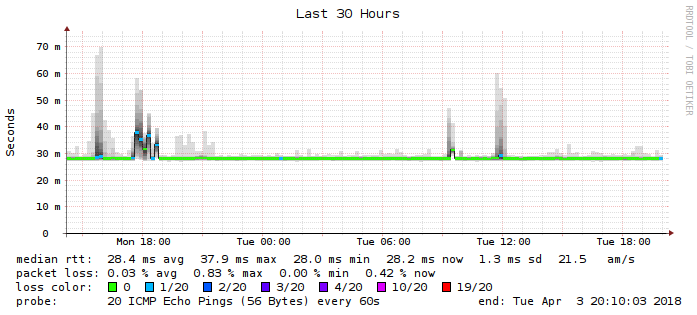 Last 30 Hours
RRDTOOL / TOBI OETIKER
Seconds
70 m
60 m
50 m
40 m
30 m
20 m
10 m
0
Mon 18:00 Tue 00:00 Tue 06:00 Tue 12:00 Tue 18:00
median rtt: 28.4 ms avg 37.9 ms max 28.0 ms min 28.2 ms now 1.3 ms sd 21.5 am/s
packet loss: 0.03 % avg 0.83 % max 0.00 % min 0.42 % now
loss color: 0 1/20 2/20 3/20 4/20 10/20 19/20
probe: 20 ICMP Echo Pings (56 Bytes) every 60s end: Tue Apr 3 20:10:03 2018